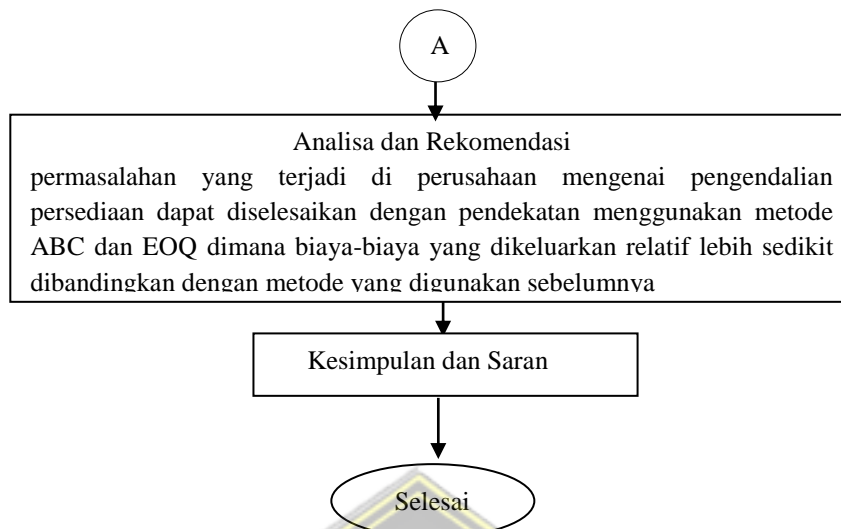 A
Analisa dan Rekomendasi
permasalahan yang terjadi di perusahaan mengenai pengendalian
persediaan dapat diselesaikan dengan pendekatan menggunakan metode
ABC dan EOQ dimana biaya-biaya yang dikeluarkan relatif lebih sedikit
dibandingkan dengan metode yang digunakan sebelumnya
Kesimpulan dan Saran
Selesai